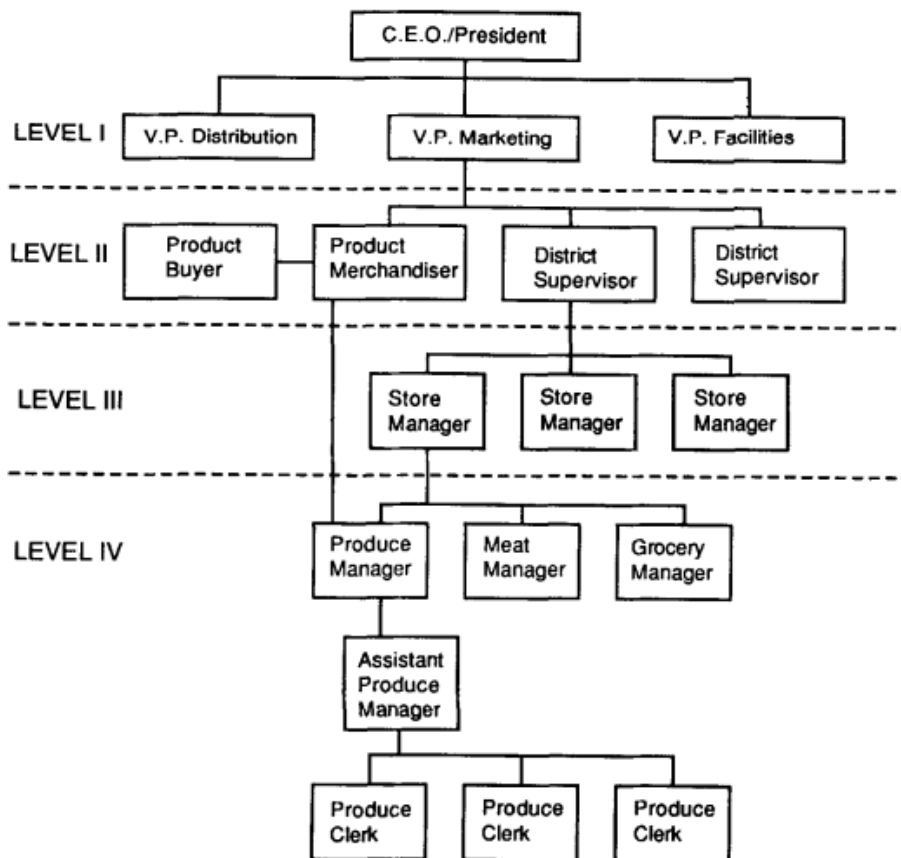 C.E.O./President
LEVEL I
V.P. Distribution
V.P. Marketing
V.P. Facilities
LEVEL II
Product
Buyer
Product
Merchandiser
District
Supervisor
District
Supervisor
LEVEL III
Store
Manager
Store
Manager
Store
Manager
LEVEL IV
Produce
Manager
Meat
Manager
Grocery
Manager
Assistant
Produce
Manager
Produce
Clerk
Produce
Clerk
Produce
Clerk